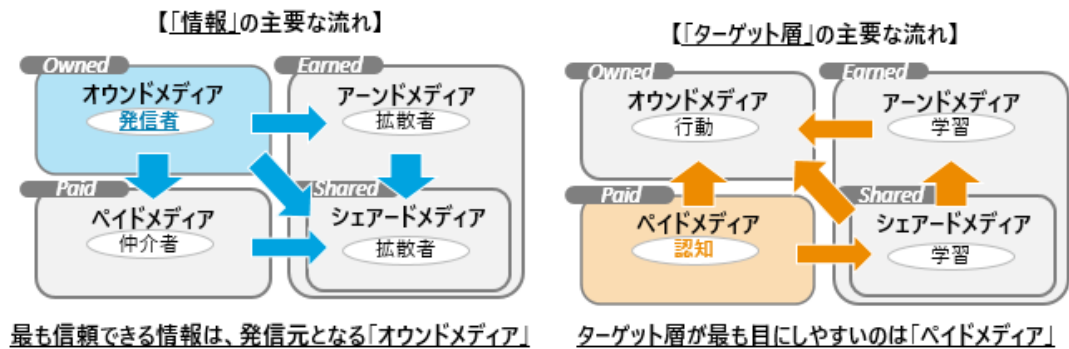 【「情報」の主要な流れ】
Owned
オウンドメディア
発信者
Earned
アーンドメディア
拡散者
Paid
ペイドメディア
仲介者
Shared
シェアードメディア
拡散者
最も信頼できる情報は、発信元となる「オウンドメディア」
【「ターゲット層」の主要な流れ】
Owned
オウンドメディア
行動
Earned
アーンドメディア
学習
Paid
ペイドメディア
認知
Shared
シェアードメディア
学習
ターゲット層が最も目にしやすいのは「ペイドメディア」